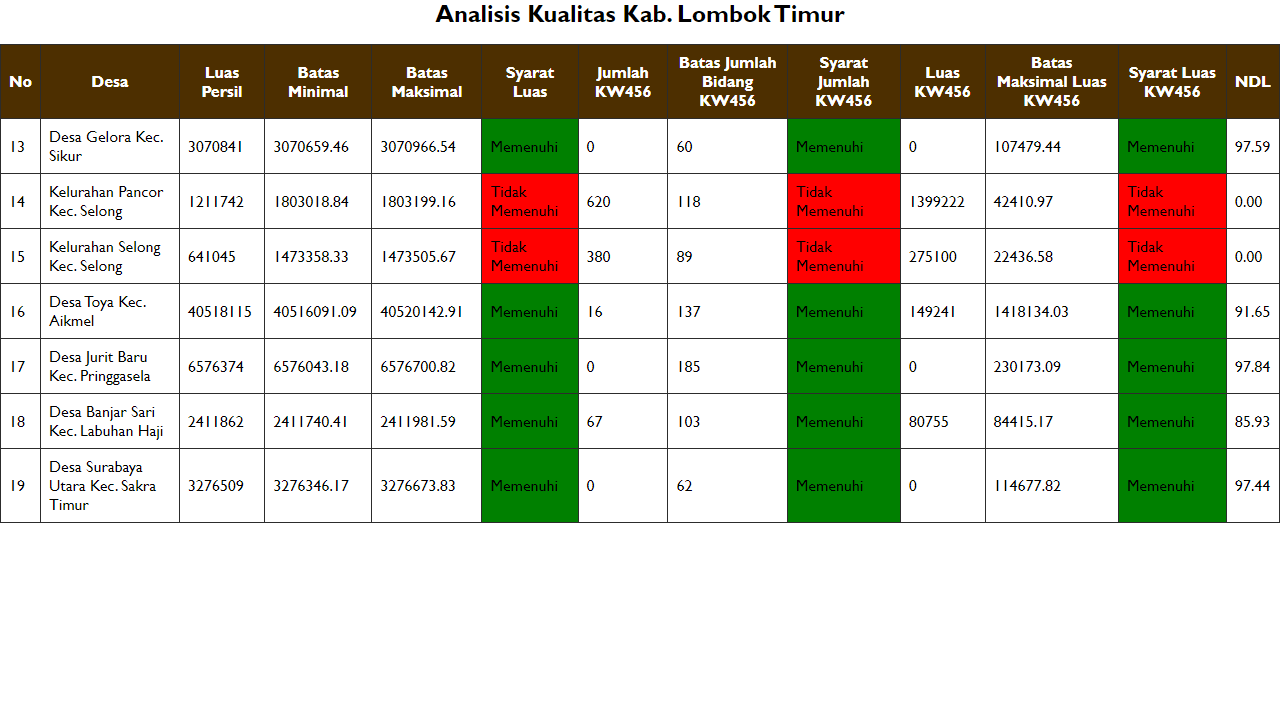 Analisis Kualitas Kab. Lombok Timur
No Desa Luas Persil Batas Minimal Batas Maksimal Syarat Luas Jumlah KW456 Batas Jumlah Bidang KW456 Syarat Jumlah KW456 Luas KW456 Batas Maksimal Luas KW456 Syarat Luas KW456 NDL
13 Desa Gelora Kec. Sikur 3070841 3070659.46 3070966.54 Memenuhi 0 60 Memenuhi 0 107479.44 Memenuhi 97.59
14 Kelurahan Pancor Kec. Selong 1211742 1803018.84 1803199.16 Tidak Memenuhi 620 118 Tidak Memenuhi 1399222 42410.97 Tidak Memenuhi 0.00
15 Kelurahan Selong Kec. Selong 641045 1473358.33 1473505.67 Tidak Memenuhi 380 89 Tidak Memenuhi 275100 22436.58 Tidak Memenuhi 0.00
16 Desa Toya Kec. Aikmel 40518115 40516091.09 40520142.91 Memenuhi 16 137 Memenuhi 149241 1418134.03 Memenuhi 91.65
17 Desa Jurit Baru Kec. Pringgasela 6576374 6576043.18 6576700.82 Memenuhi 0 185 Memenuhi 0 230173.09 Memenuhi 97.84
18 Desa Banjar Sari Kec. Labuhan Haji 2411862 2411740.41 2411981.59 Memenuhi 67 103 Memenuhi 80755 84415.17 Memenuhi 85.93
19 Desa Surabaya Utara Kec. Sakra Timur 3276509 3276346.17 3276673.83 Memenuhi 0 62 Memenuhi 0 114677.82 Memenuhi 97.44